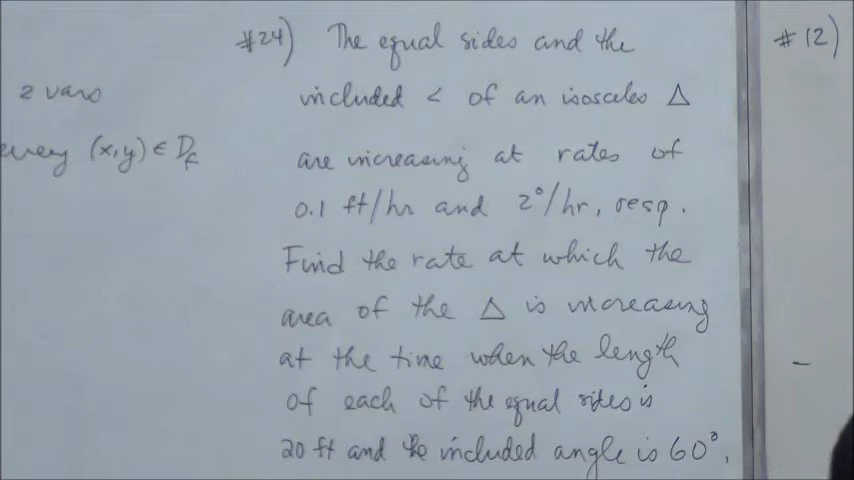 2 vars
every (x,y) ∈ D_f
#24) The equal sides and the
included < of an isosceles Δ
are increasing at rates of
0.1 ft/hr and 2°/hr, resp.
Find the rate at which the
area of the Δ is increasing
at the time when the length
of each of the equal sides is
20 ft and the included angle is 60°.
#12)